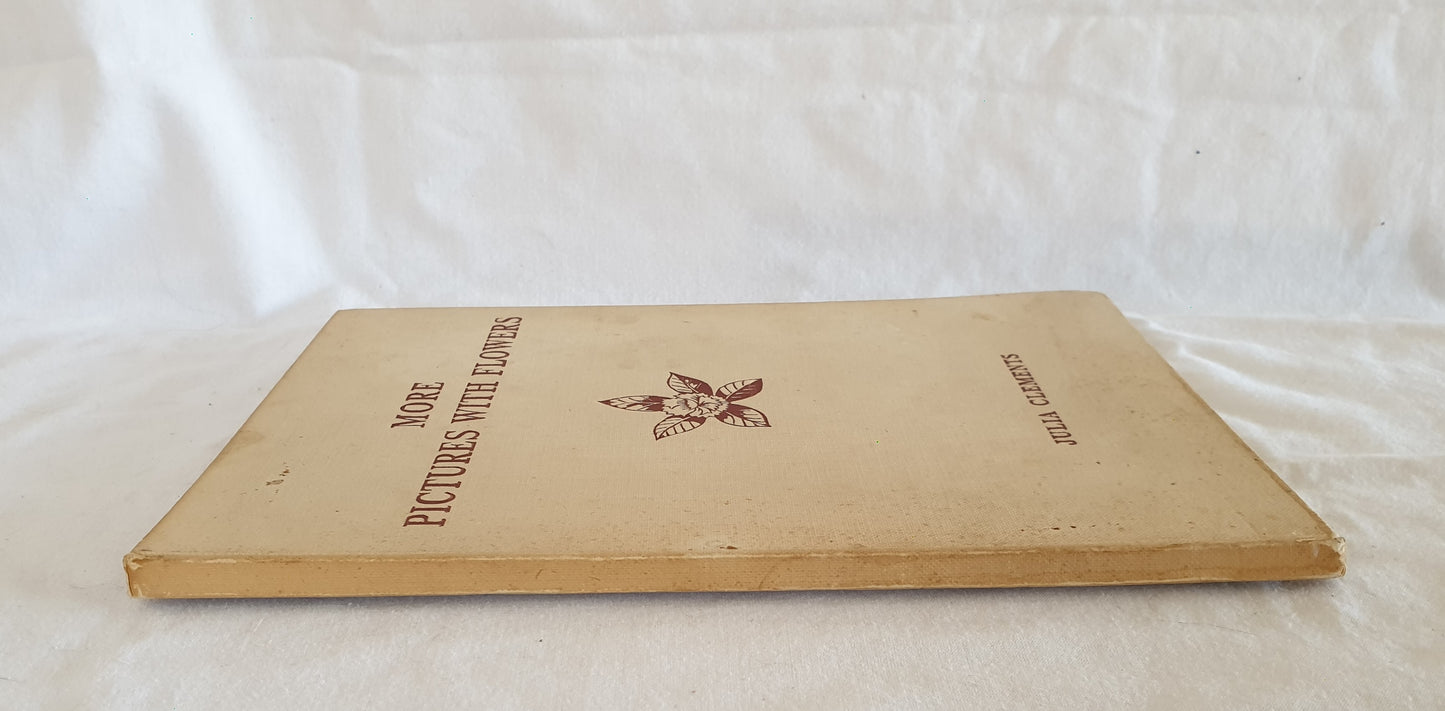 MORE
PICTURES WITH FLOWERS
JULIA CLEMENTS